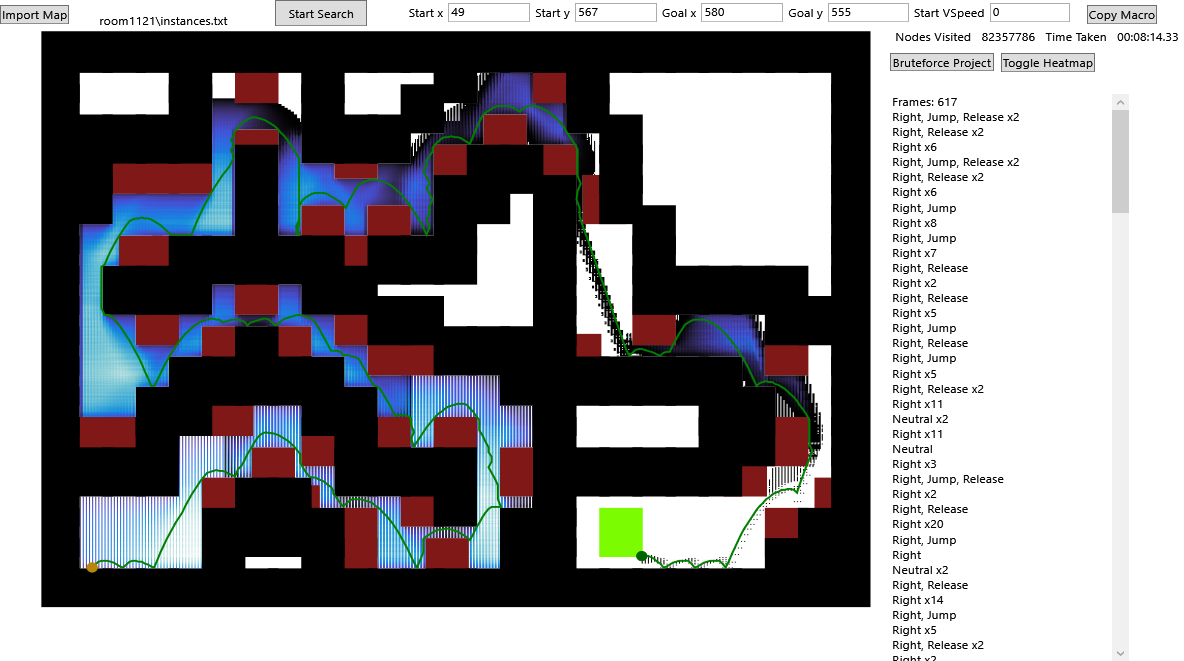 Import Map
room1121\instances.txt
Start Search
Start x 49 Start y 567 Goal x 580 Goal y 555 Start VSpeed 0
Copy Macro
Nodes Visited 82357786 Time Taken 00:08:14.33
Bruteforce Project Toggle Heatmap
Frames: 617
Right, Jump, Release x2
Right, Release x2
Right x6
Right, Jump, Release x2
Right, Release x2
Right x6
Right, Jump
Right x8
Right, Jump
Right x7
Right, Release
Right x2
Right, Release
Right x5
Right, Jump
Right, Release
Right, Jump
Right x5
Right, Release x2
Right x11
Neutral x2
Right x11
Neutral
Right x3
Right, Jump, Release
Right x2
Right, Release
Right x20
Right, Jump
Right
Neutral x2
Right, Release
Right x14
Right, Jump
Right x5
Right, Release x2
Right x2